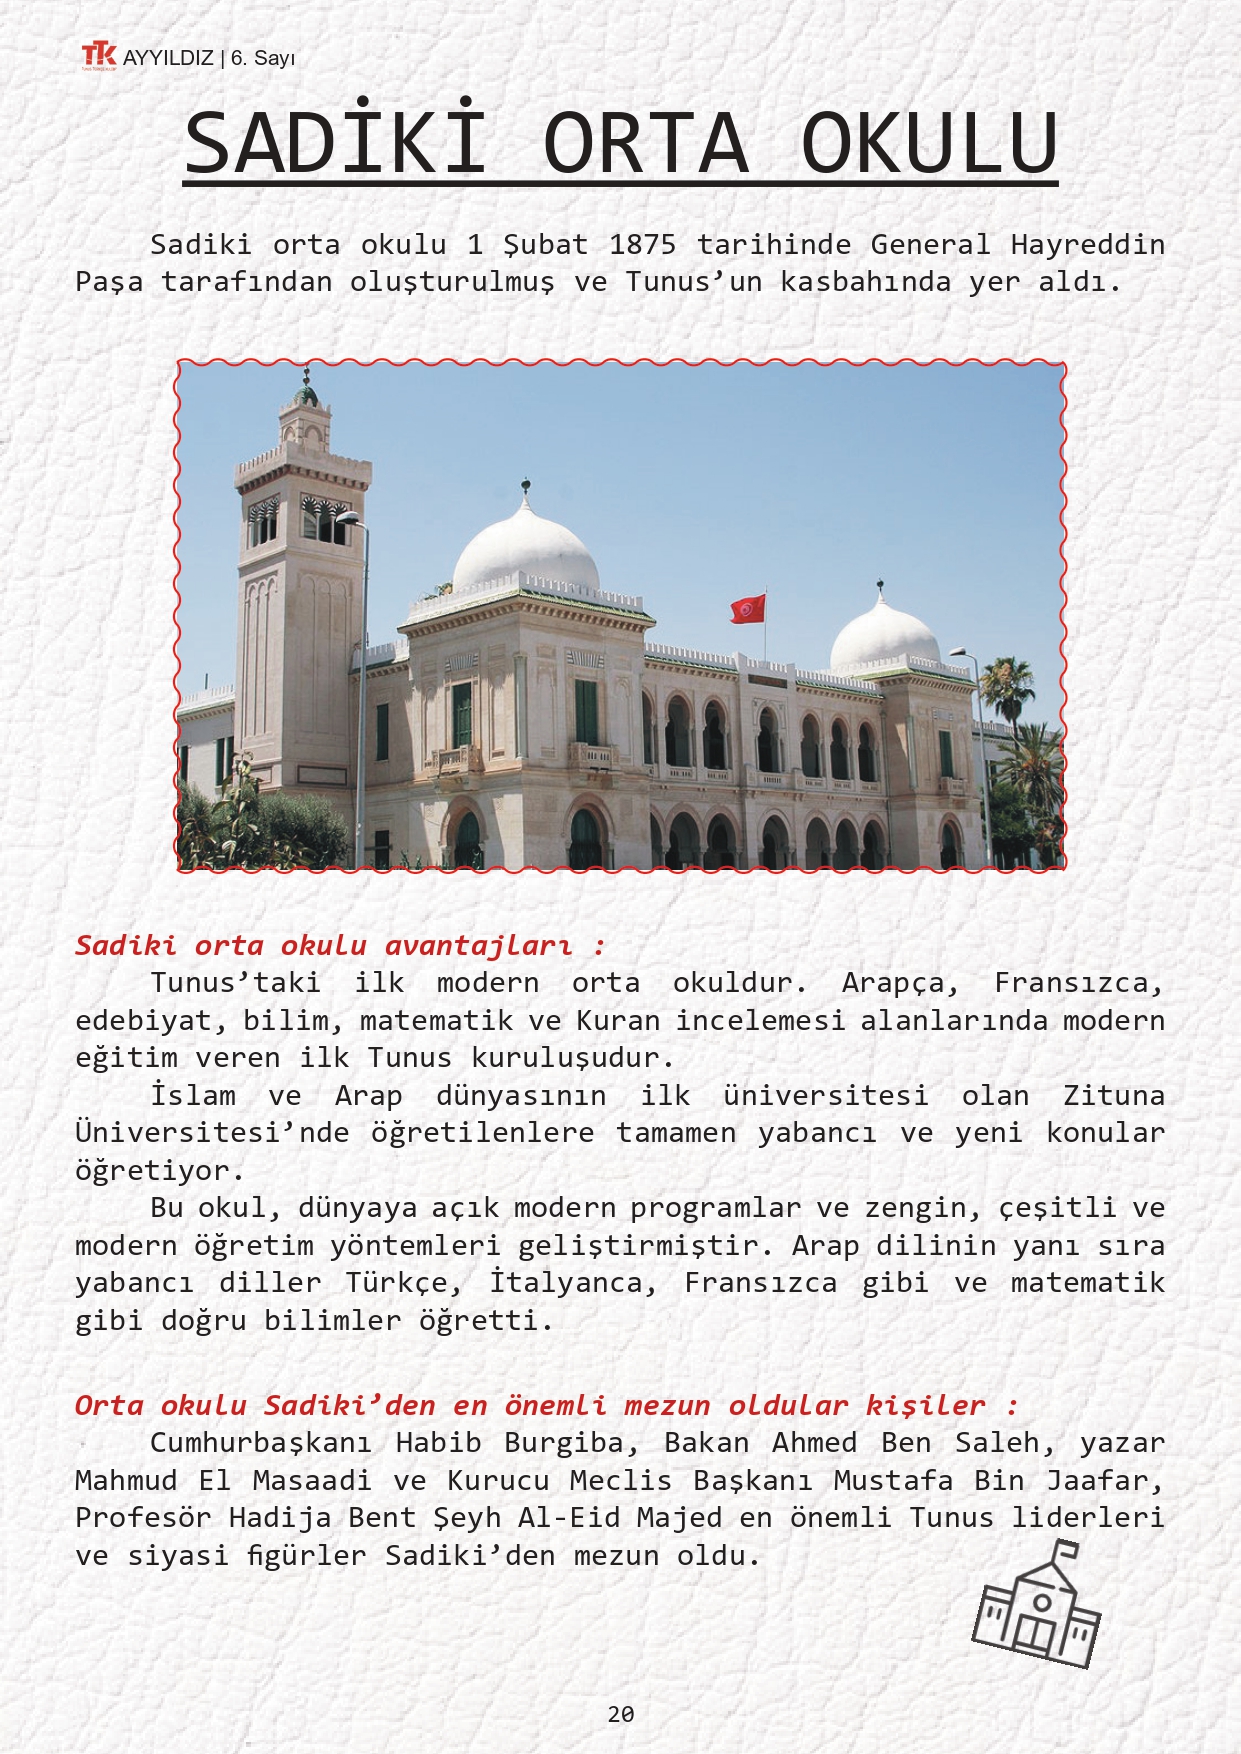 TTK AYYILDIZ | 6. Sayı
SADİKİ ORTA OKULU
Sadiki orta okulu 1 Şubat 1875 tarihinde General Hayreddin
Paşa tarafından oluşturulmuş ve Tunus’un kasbahında yer aldı.
Sadiki orta okulu avantajları :
Tunus’taki ilk modern orta okuldur. Arapça, Fransızca,
edebiyat, bilim, matematik ve Kuran incelemesi alanlarında modern
eğitim veren ilk Tunus kuruluşudur.
İslam ve Arap dünyasının ilk üniversitesi olan Zituna
Üniversitesi’nde öğretilenlere tamamen yabancı ve yeni konular
öğretiyor.
Bu okul, dünyaya açık modern programlar ve zengin, çeşitli ve
modern öğretim yöntemleri geliştirmiştir. Arap dilinin yanı sıra
yabancı diller Türkçe, İtalyanca, Fransızca gibi ve matematik
gibi doğru bilimler öğretti.
Orta okulu Sadiki’den en önemli mezun oldular kişiler :
Cumhurbaşkanı Habib Burgiba, Bakan Ahmed Ben Saleh, yazar
Mahmud El Masaadi ve Kurucu Meclis Başkanı Mustafa Bin Jaafar,
Profesör Hadija Bent Şeyh Al-Eid Majed en önemli Tunus liderleri
ve siyasi figürler Sadiki’den mezun oldu.
20